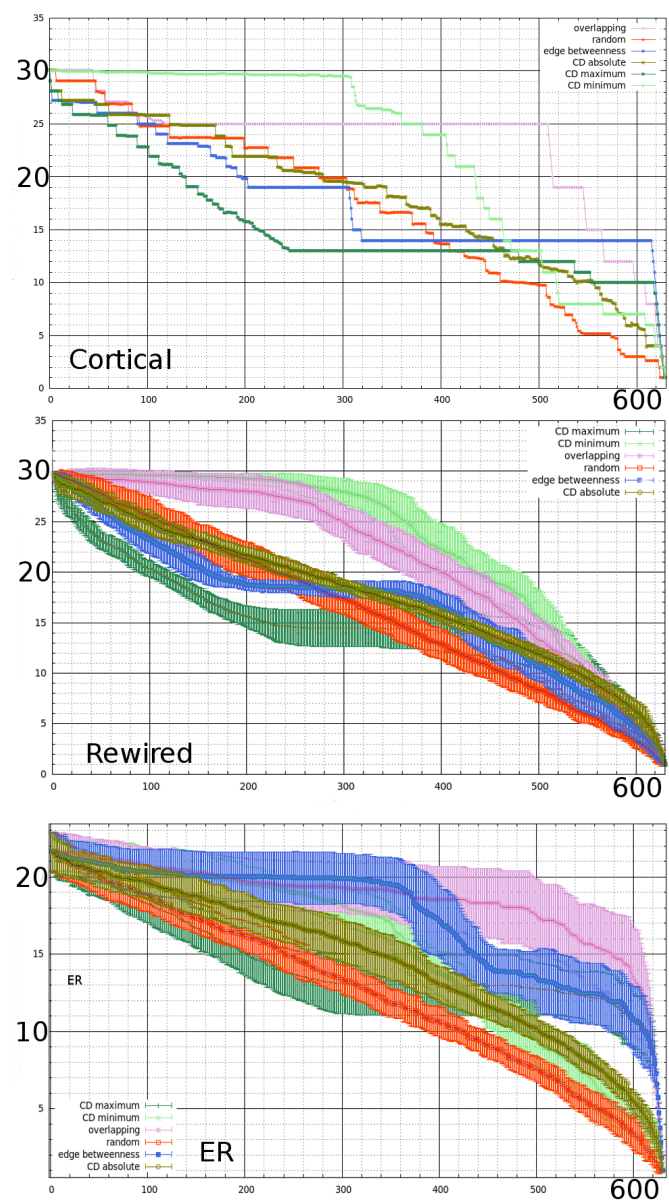 35
overlapping
30
random
edge betweenness
CD absolute
CD maximum
CD minimum
25
20
15
10
5
Cortical
0
0 100 200 300 400 500 600
35
CD maximum
CD minimum
30
overlapping
random
edge betweenness
CD absolute
25
20
15
10
5
Rewired
0
0 100 200 300 400 500 600
20
15
ER
10
5
CD maximum
CD minimum
overlapping
random
edge betweenness
CD absolute
ER
0 100 200 300 400 500 600